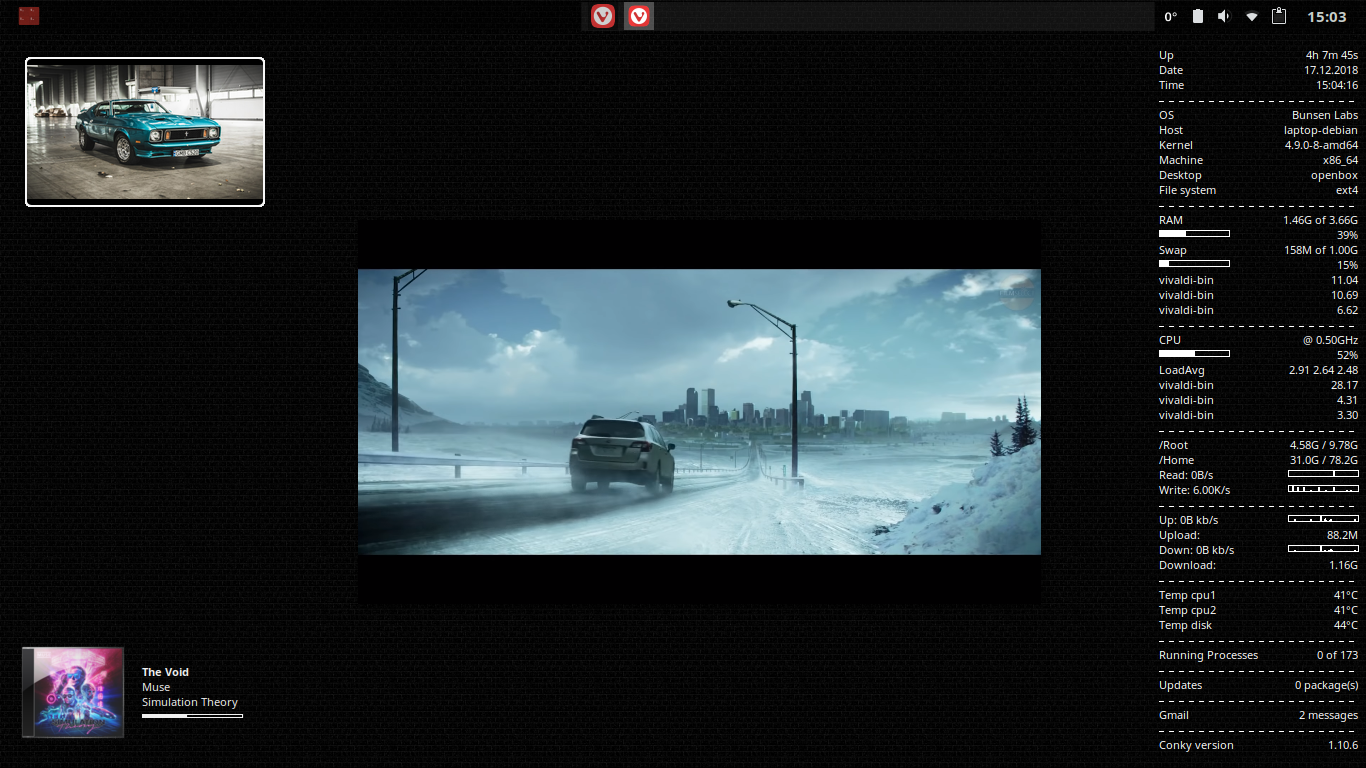 0° 15:03
Up 4h 7m 45s
Date 17.12.2018
Time 15:04:16
OS Bunsen Labs
Host laptop-debian
Kernel 4.9.0-8-amd64
Machine x86_64
Desktop openbox
File system ext4
RAM 1.46G of 3.66G
39%
Swap 158M of 1.00G
15%
vivaldi-bin 11.04
vivaldi-bin 10.69
vivaldi-bin 6.62
CPU @ 0.50GHz
52%
LoadAvg 2.91 2.64 2.48
vivaldi-bin 28.17
vivaldi-bin 4.31
vivaldi-bin 3.30
/Root 4.58G / 9.78G
/Home 31.0G / 78.2G
Read: 0B/s
Write: 6.00K/s
Up: 0B kb/s
Upload: 88.2M
Down: 0B kb/s
Download: 1.16G
Temp cpu1 41°C
Temp cpu2 41°C
Temp disk 44°C
Running Processes 0 of 173
Updates 0 package(s)
Gmail 2 messages
Conky version 1.10.6
The Void
Muse
Simulation Theory